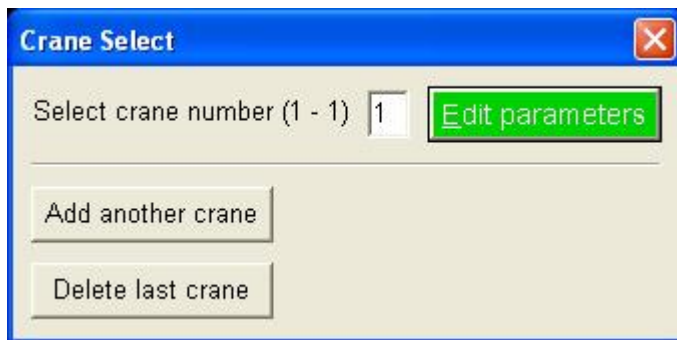 Crane Select
Select crane number (1 - 1) 1 Edit parameters
Add another crane
Delete last crane